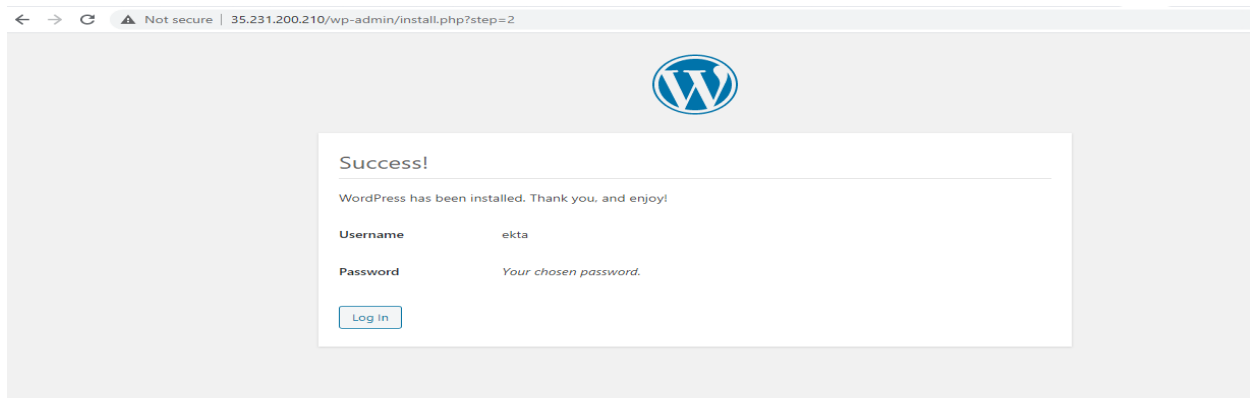 Not secure | 35.231.200.210/wp-admin/install.php?step=2
Success!
WordPress has been installed. Thank you, and enjoy!
Username ekta
Password Your chosen password.
Log In